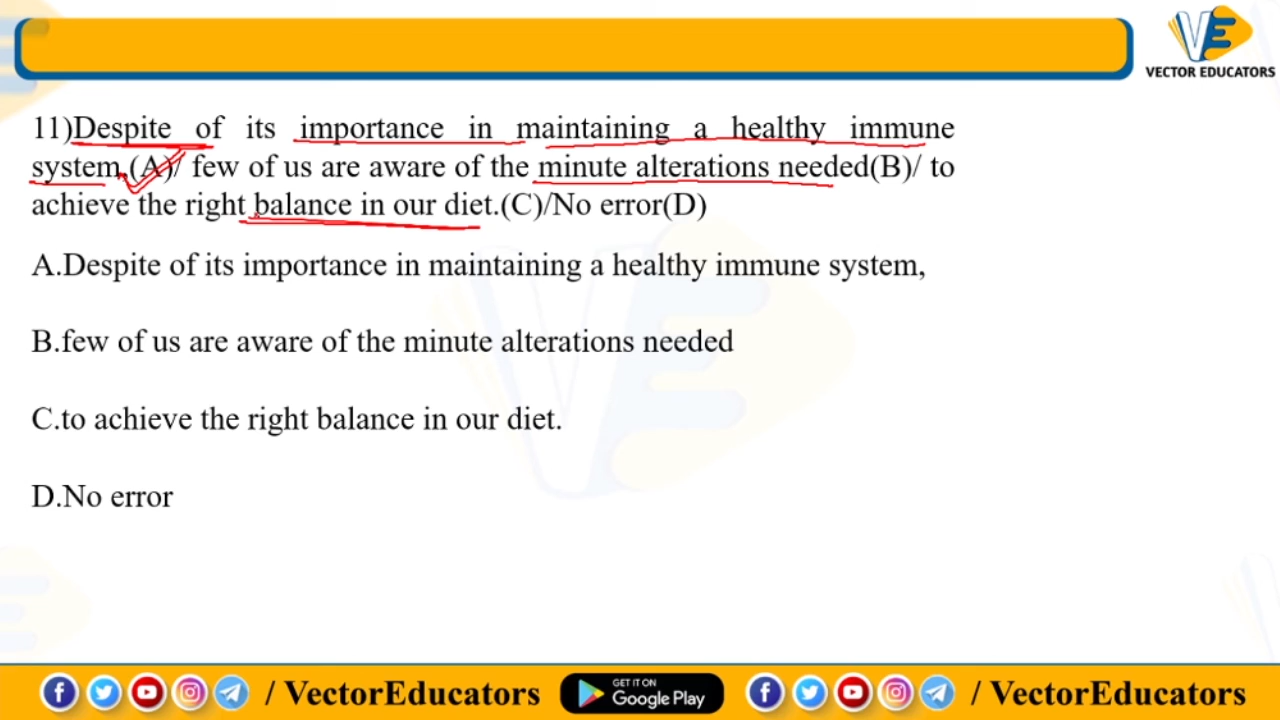 VE
VECTOR EDUCATORS
11)Despite of its importance in maintaining a healthy immune
system,(A)/ few of us are aware of the minute alterations needed(B)/ to
achieve the right balance in our diet.(C)/No error(D)
A.Despite of its importance in maintaining a healthy immune system,
B.few of us are aware of the minute alterations needed
C.to achieve the right balance in our diet.
D.No error
/ VectorEducators GET IT ON Google Play / VectorEducators